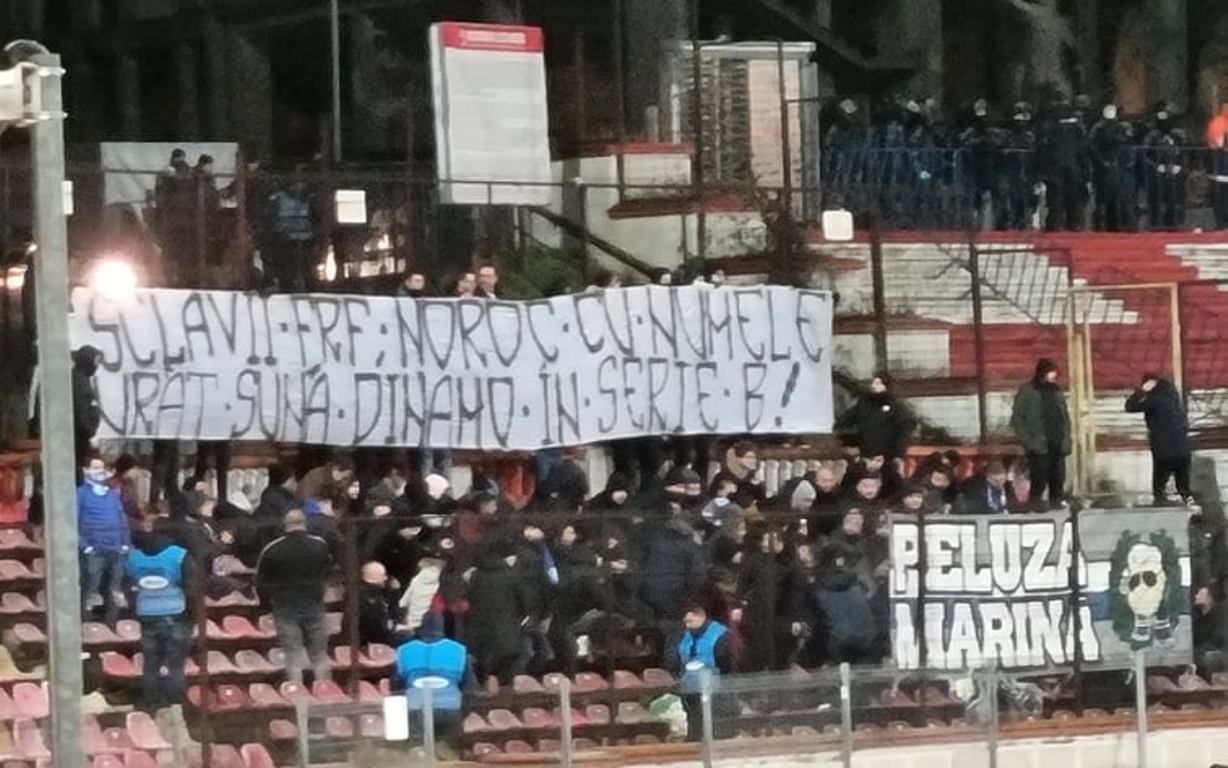 SCLAVII·FRF;NOROC·CU·NUMELE
URÂT·SUNĂ·DINAMO·ÎN·SERIE·B!
PELUZA
MARINA